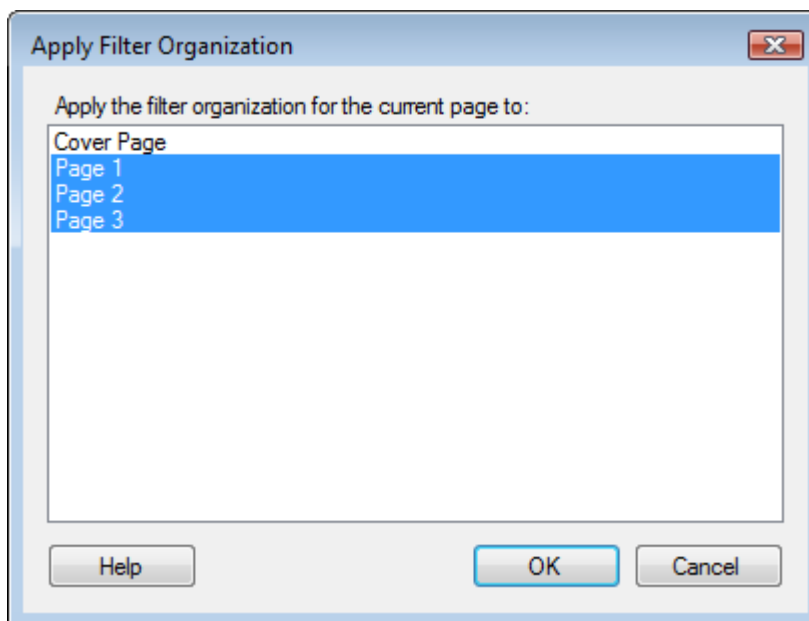 Apply Filter Organization
Apply the filter organization for the current page to:
Cover Page
Page 1
Page 2
Page 3
Help OK Cancel